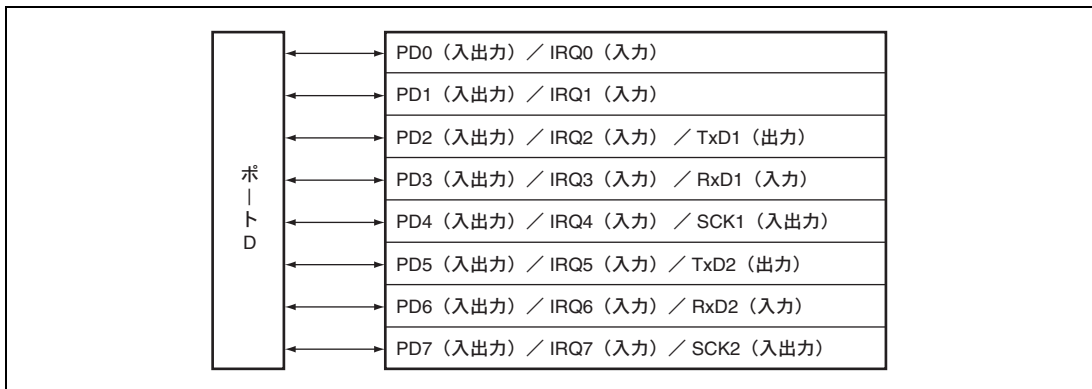 ポートD
PD0（入出力）／ IRQ0（入力）
PD1（入出力）／ IRQ1（入力）
PD2（入出力）／ IRQ2（入力） ／ TxD1（出力）
PD3（入出力）／ IRQ3（入力） ／ RxD1（入力）
PD4（入出力）／ IRQ4（入力） ／ SCK1（入出力）
PD5（入出力）／ IRQ5（入力）／ TxD2（出力）
PD6（入出力）／ IRQ6（入力）／ RxD2（入力）
PD7（入出力）／ IRQ7（入力）／ SCK2（入出力）